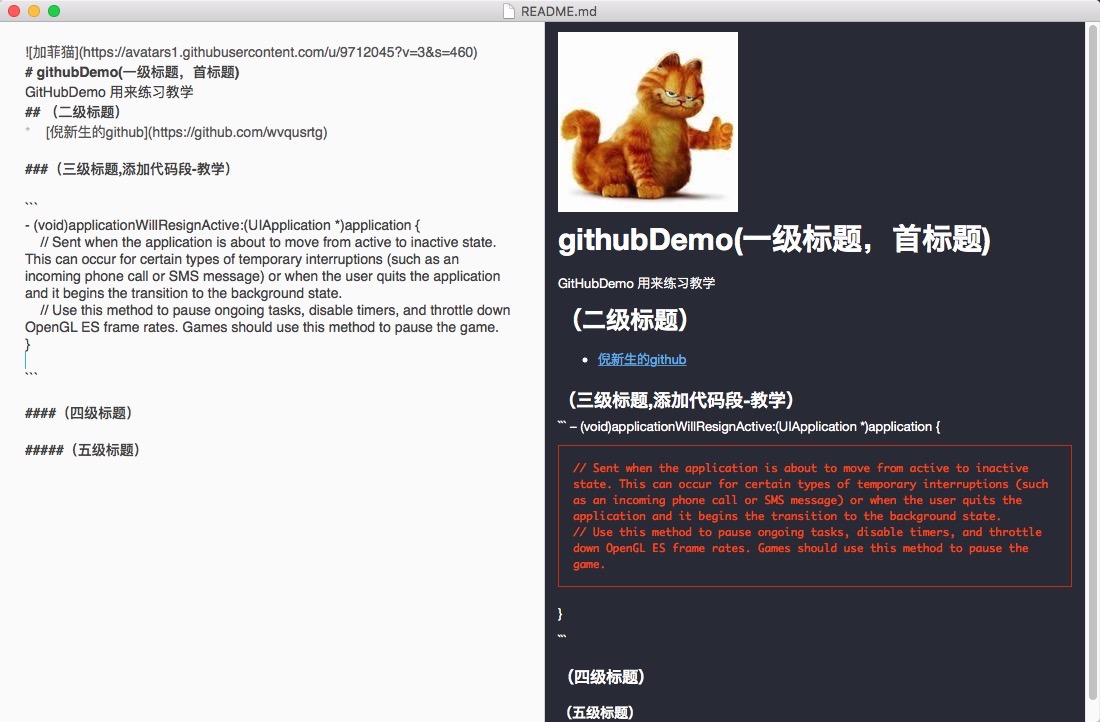 README.md
![加菲猫](https://avatars1.githubusercontent.com/u/9712045?v=3&s=460)
# githubDemo(一级标题，首标题)
GitHubDemo 用来练习教学
## （二级标题）
* [倪新生的github](https://github.com/wvqusrtg)
###（三级标题,添加代码段-教学）
```
- (void)applicationWillResignActive:(UIApplication *)application {
// Sent when the application is about to move from active to inactive state.
This can occur for certain types of temporary interruptions (such as an
incoming phone call or SMS message) or when the user quits the application
and it begins the transition to the background state.
// Use this method to pause ongoing tasks, disable timers, and throttle down
OpenGL ES frame rates. Games should use this method to pause the game.
}
```
####（四级标题）
#####（五级标题）
githubDemo(一级标题，首标题)
GitHubDemo 用来练习教学
（二级标题）
• 倪新生的github
（三级标题,添加代码段-教学）
``` – (void)applicationWillResignActive:(UIApplication *)application {
// Sent when the application is about to move from active to inactive
state. This can occur for certain types of temporary interruptions (such
as an incoming phone call or SMS message) or when the user quits the
application and it begins the transition to the background state.
// Use this method to pause ongoing tasks, disable timers, and throttle
down OpenGL ES frame rates. Games should use this method to pause the
game.
}
```
（四级标题）
（五级标题）